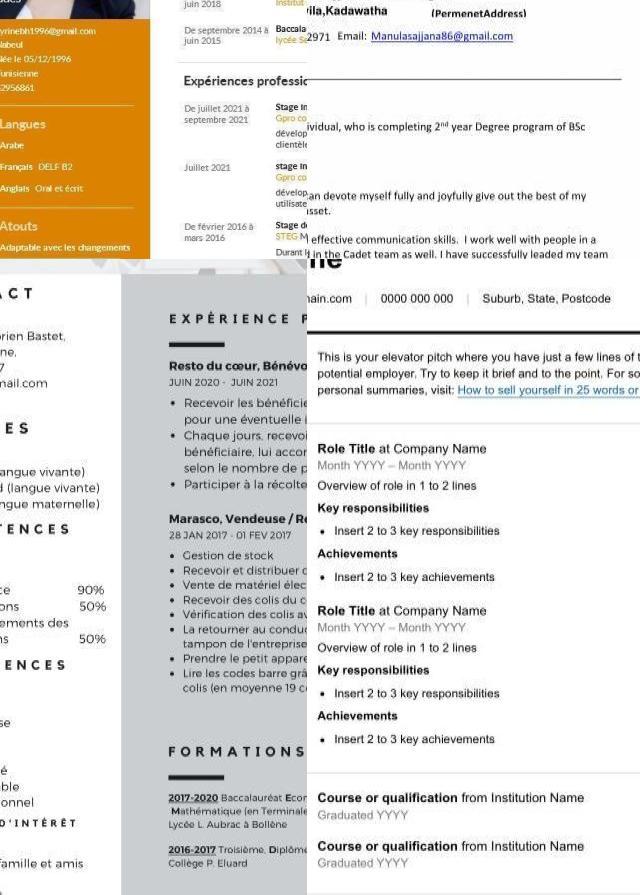 juin 2018
Institut
yrinebh1996@gmail.com
De septembre 2014 à
juin 2015
Baccala
lycée Se
Née le 05/12/1996
unisienne
2956861
Expériences professic
De juillet 2021 à
septembre 2021
Stage In
Gpro co
dévelop
clientèle
Langues
Arabe
Français DELF B2
Anglais Oral et écrit
Juillet 2021
stage In
Gpro co
dévelop
utilisate
Atouts
Adaptable avec les changements
De février 2016 à
mars 2016
Stage de
STEG M
Durant l
vila,Kadawatha (PermenetAddress)
2971 Email: Manulasajjana86@gmail.com
ividual, who is completing 2nd year Degree program of BSc
an devote myself fully and joyfully give out the best of my
sset.
effective communication skills. I work well with people in a
d in the Cadet team as well. I have successfully leaded my team
ACT
rien Bastet,
ne,
7
mail.com
ES
angue vivante)
d (langue vivante)
ngue maternelle)
TENCES
ce 90%
ons 50%
ements des
s 50%
ENCES
se
é
ble
onnel
D'INTÉRÊT
famille et amis
EXPÉRIENCE P
Resto du cœur, Bénévo
JUIN 2020 - JUIN 2021
• Recevoir les bénéficie
pour une éventuelle i
• Chaque jours, recevoi
bénéficiaire, lui accor
selon le nombre de p
• Participer à la récolte
Marasco, Vendeuse / Re
28 JAN 2017 - 01 FEV 2017
• Gestion de stock
• Recevoir et distribuer c
• Vente de matériel élec
• Recevoir des colis du c
• Vérification des colis av
• La retourner au conduc
tampon de l'entreprise
• Prendre le petit appare
• Lire les codes barre grâ
colis (en moyenne 19 c
FORMATIONS
2017-2020 Baccalauréat Econ
Mathématique (en Terminale
Lycée L. Aubrac à Bollène
2016-2017 Troisième, Diplôme
Collège P. Eluard
me
nain.com | 0000 000 000 | Suburb, State, Postcode
This is your elevator pitch where you have just a few lines of t
potential employer. Try to keep it brief and to the point. For so
personal summaries, visit: How to sell yourself in 25 words or
Role Title at Company Name
Month YYYY – Month YYYY
Overview of role in 1 to 2 lines
Key responsibilities
• Insert 2 to 3 key responsibilities
Achievements
• Insert 2 to 3 key achievements
Role Title at Company Name
Month YYYY – Month YYYY
Overview of role in 1 to 2 lines
Key responsibilities
• Insert 2 to 3 key responsibilities
Achievements
• Insert 2 to 3 key achievements
Course or qualification from Institution Name
Graduated YYYY
Course or qualification from Institution Name
Graduated YYYY